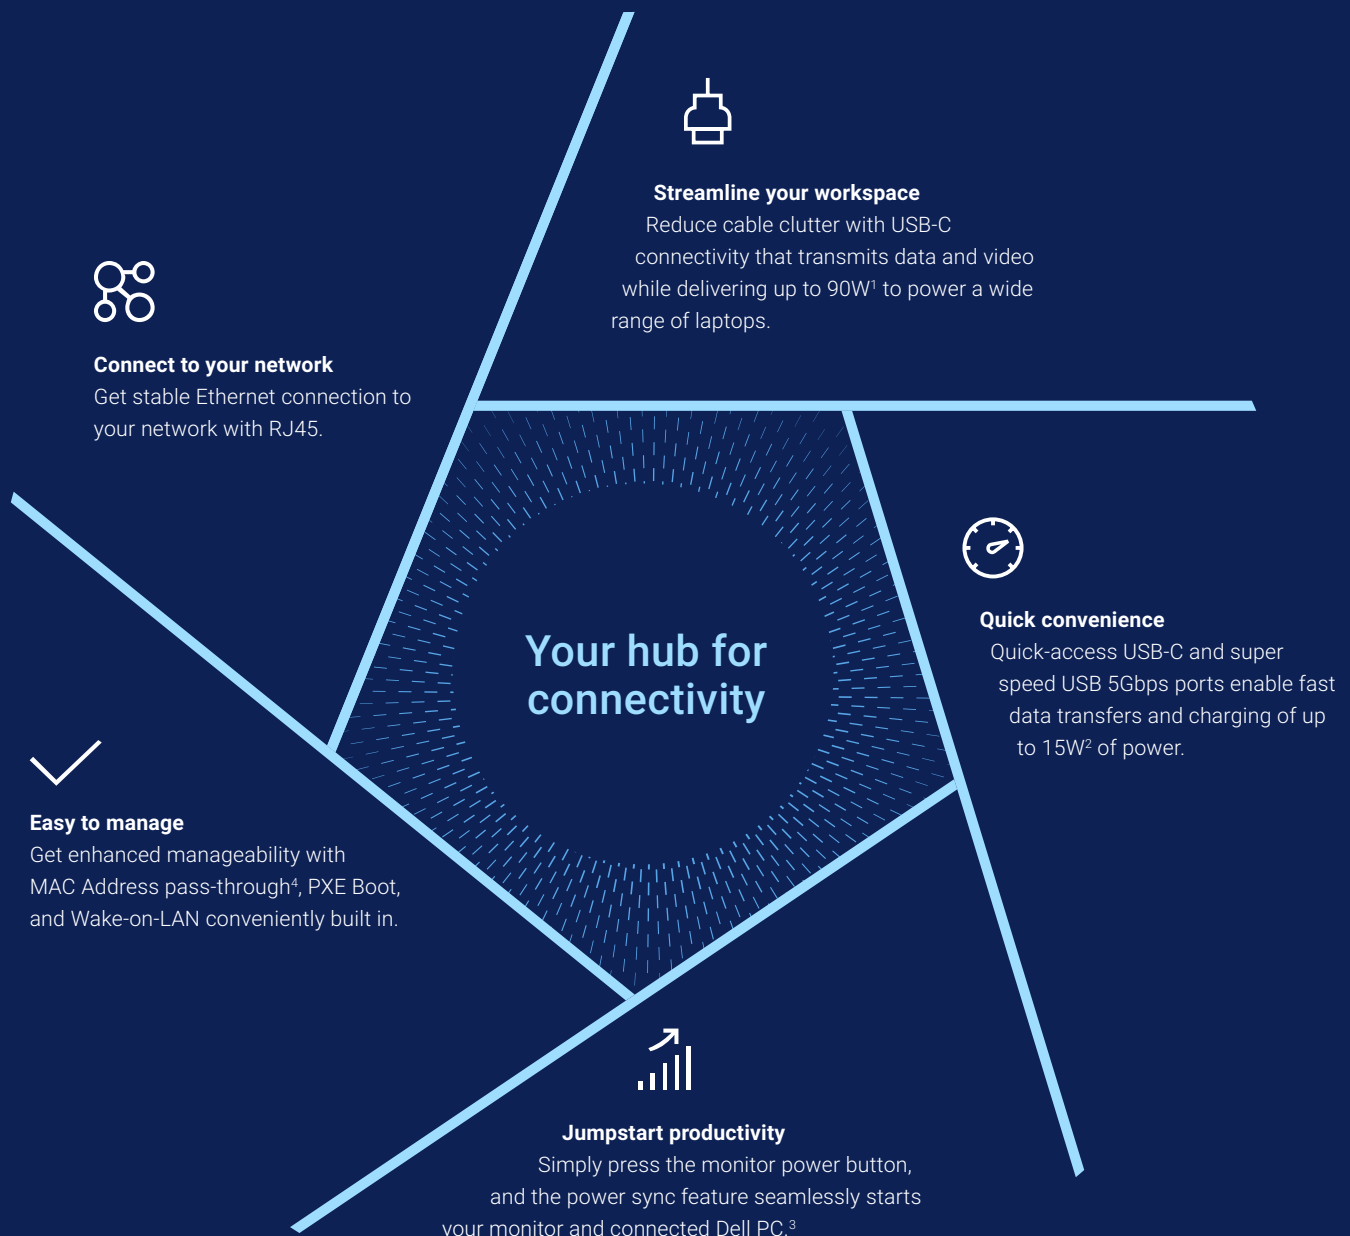 Streamline your workspace
Reduce cable clutter with USB-C
connectivity that transmits data and video
while delivering up to 90W¹ to power a wide
range of laptops.
Connect to your network
Get stable Ethernet connection to
your network with RJ45.
Your hub for
connectivity
Quick convenience
Quick-access USB-C and super
speed USB 5Gbps ports enable fast
data transfers and charging of up
to 15W² of power.
Easy to manage
Get enhanced manageability with
MAC Address pass-through⁴, PXE Boot,
and Wake-on-LAN conveniently built in.
Jumpstart productivity
Simply press the monitor power button,
and the power sync feature seamlessly starts
your monitor and connected Dell PC.³